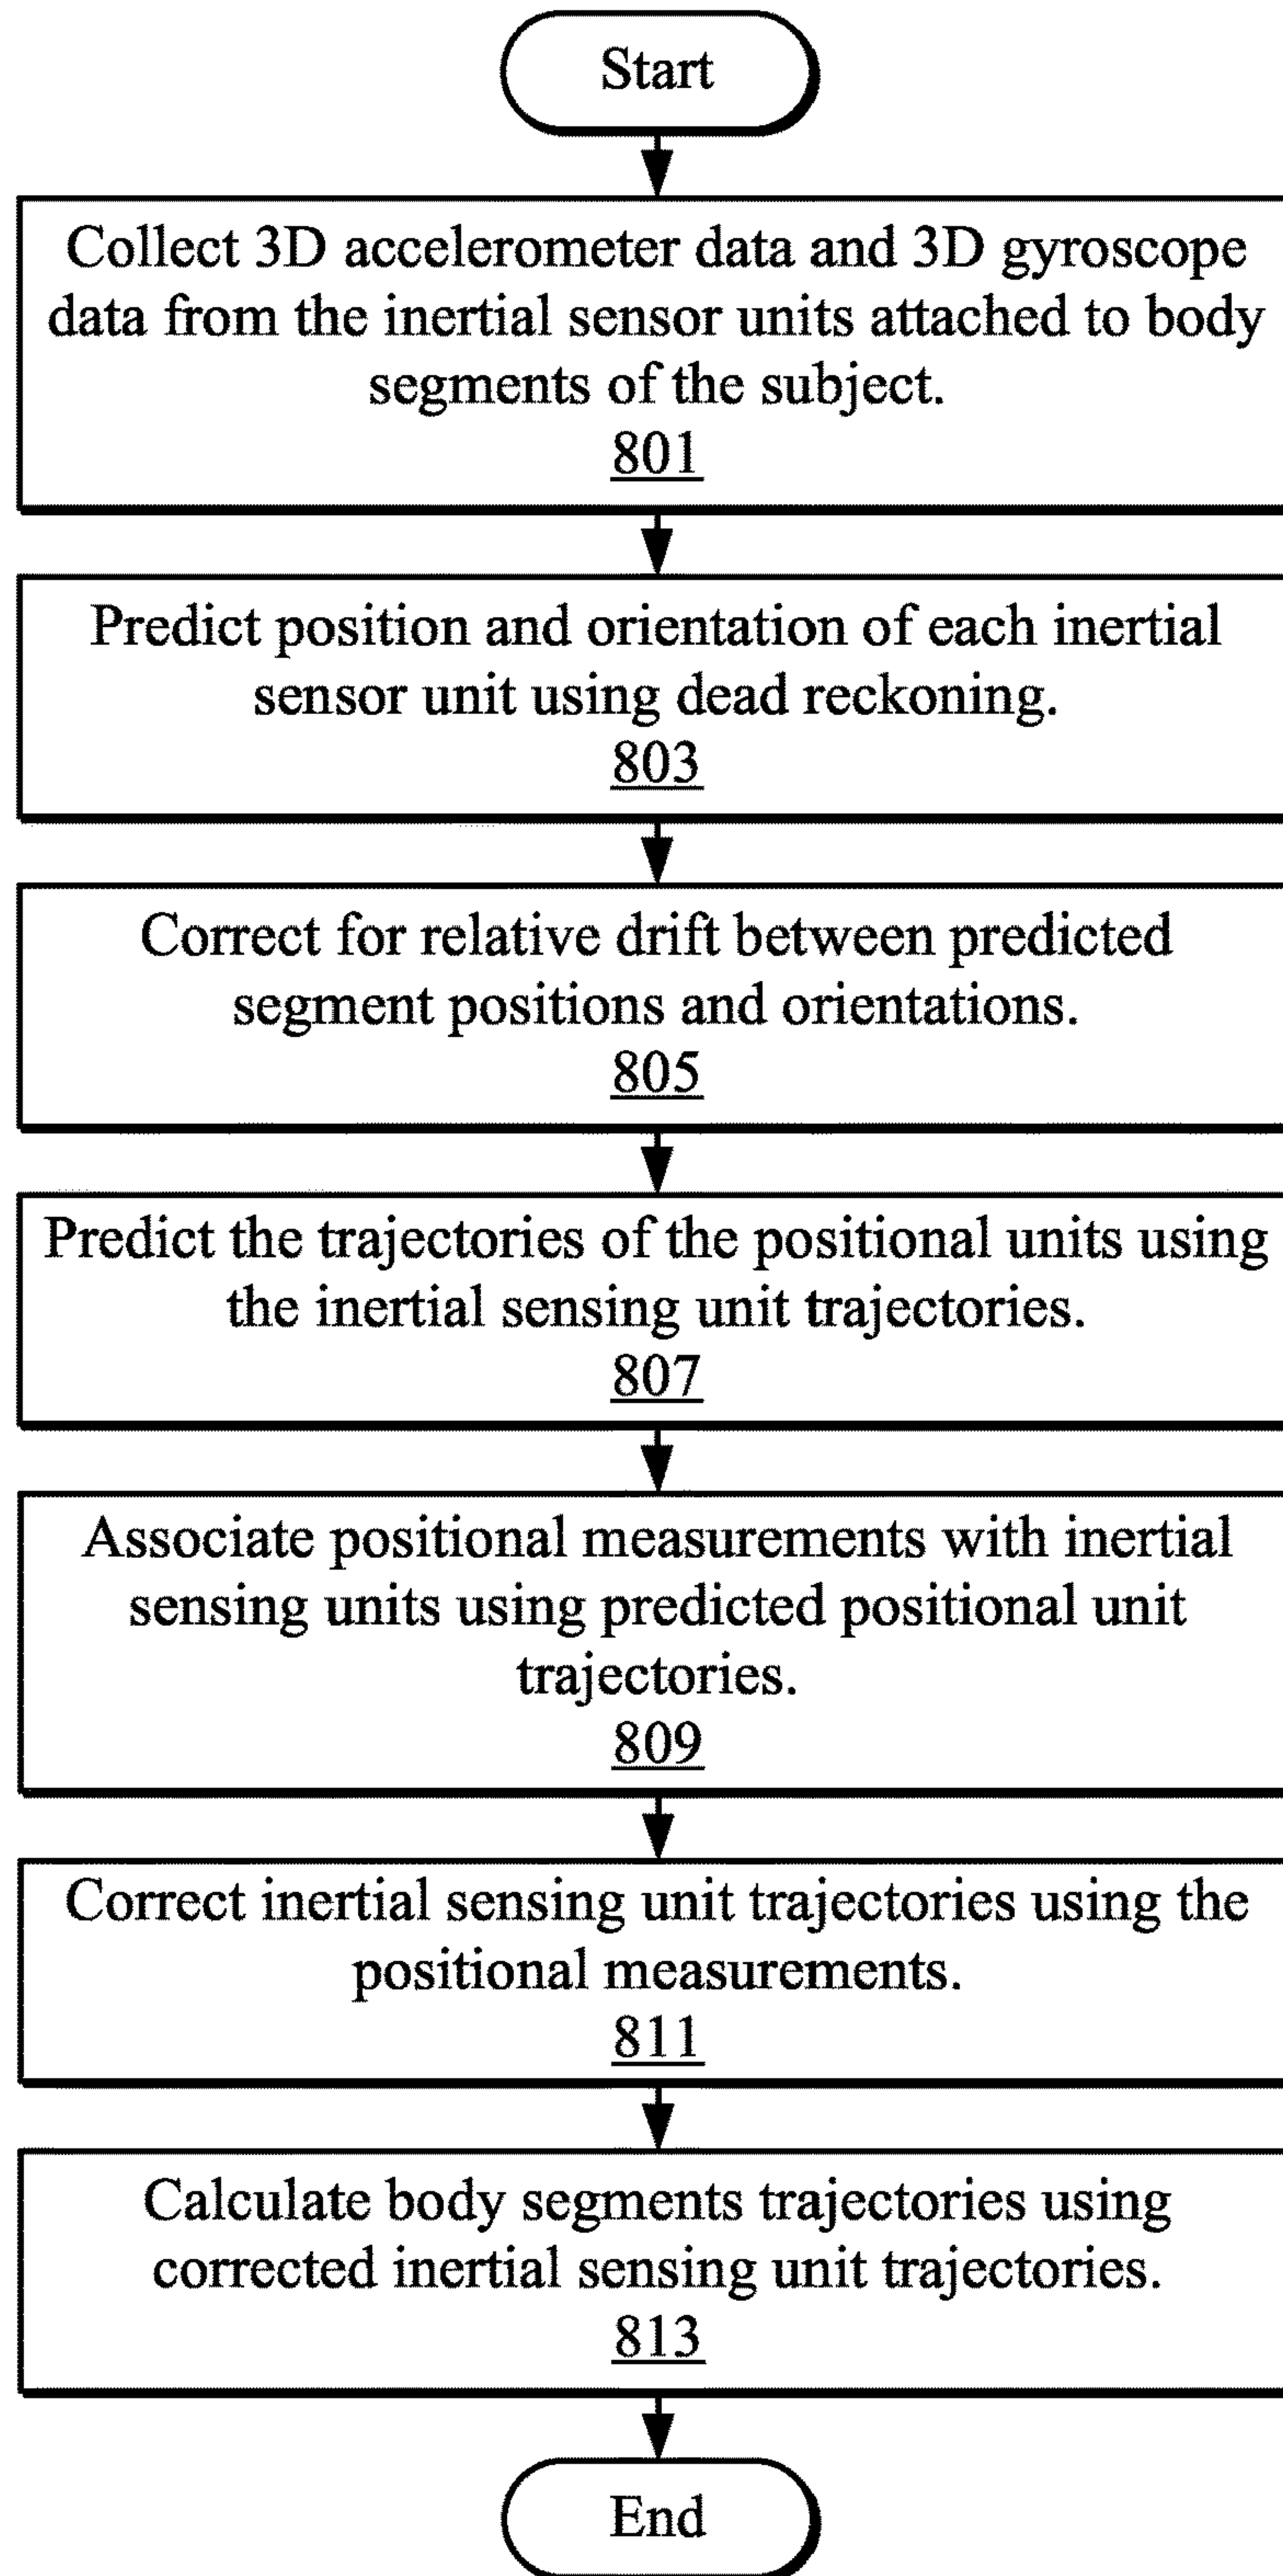 Start
Collect 3D accelerometer data and 3D gyroscope
data from the inertial sensor units attached to body
segments of the subject.
801
Predict position and orientation of each inertial
sensor unit using dead reckoning.
803
Correct for relative drift between predicted
segment positions and orientations.
805
Predict the trajectories of the positional units using
the inertial sensing unit trajectories.
807
Associate positional measurements with inertial
sensing units using predicted positional unit
trajectories.
809
Correct inertial sensing unit trajectories using the
positional measurements.
811
Calculate body segments trajectories using
corrected inertial sensing unit trajectories.
813
End